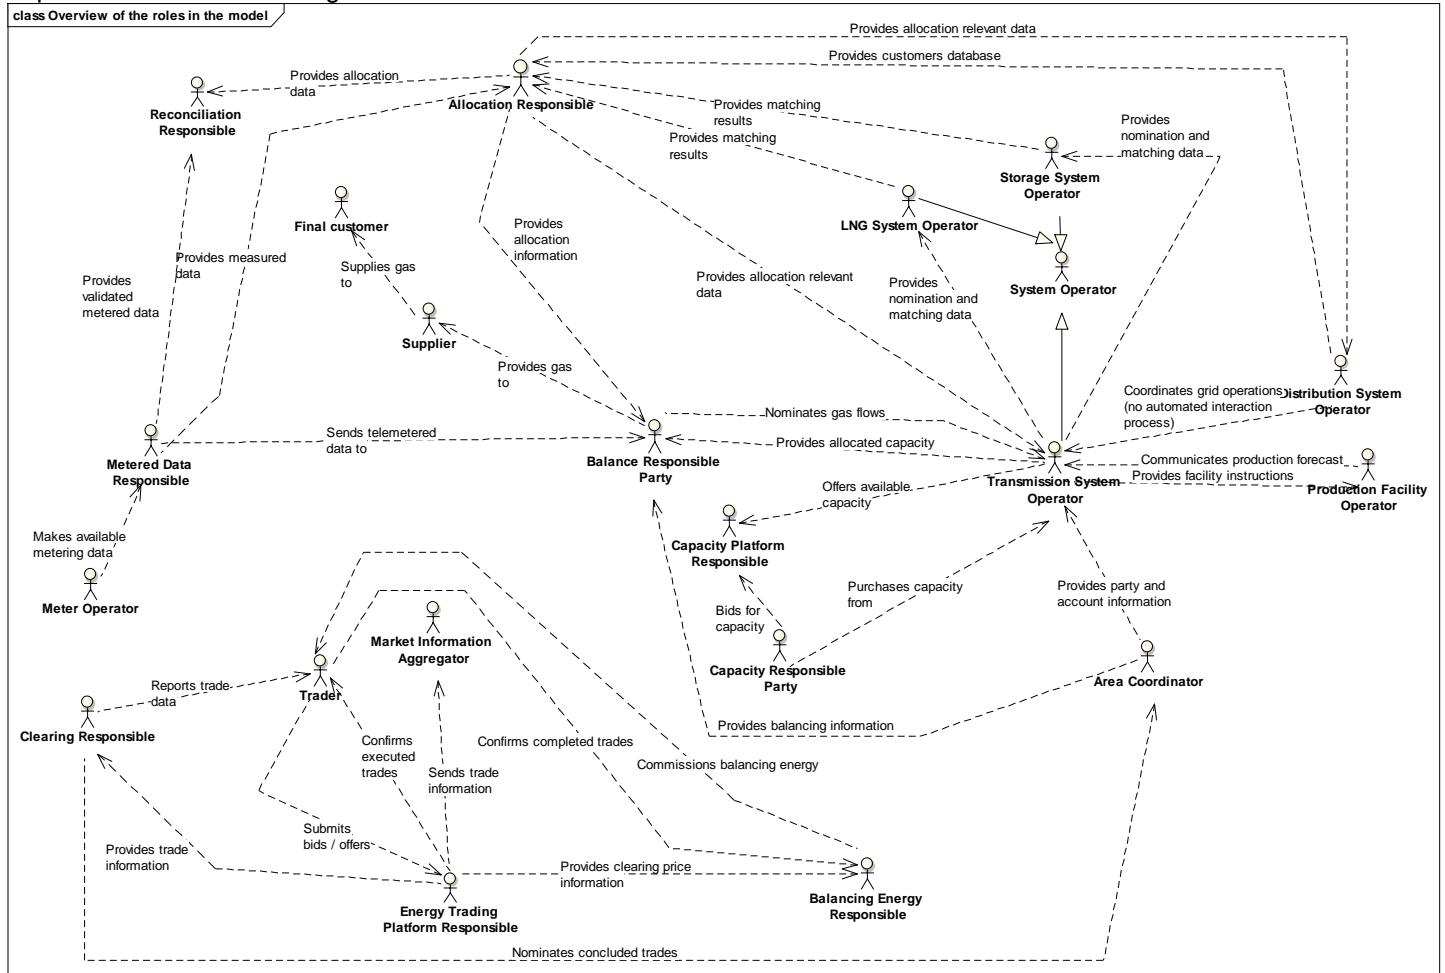 class Overview of the roles in the model
Provides allocation relevant data
Provides customers database
Provides allocation
data
Reconciliation
Responsible
Allocation Responsible
Provides matching
results
Provides matching
results
Provides
nomination and
matching data
Storage System
Operator
Final customer
LNG System Operator
Provides
allocation
information
Provides measured
data
Supplies gas
to
Provides allocation relevant
data
System Operator
Provides
validated
metered data
Provides
nomination and
matching data
Supplier
Provides gas
to
Coordinates grid operations
(no automated interaction
process)
Distribution System
Operator
Nominates gas flows
Sends telemetered
data to
Provides allocated capacity
Metered Data
Responsible
Balance Responsible
Party
Communicates production forecast
Provides facility instructions
Transmission System
Operator
Production Facility
Operator
Offers available
capacity
Makes available
metering data
Capacity Platform
Responsible
Meter Operator
Purchases capacity
from
Provides party and
account information
Bids for
capacity
Market Information
Aggregator
Capacity Responsible
Party
Area Coordinator
Reports trade
data
Trader
Provides balancing information
Clearing Responsible
Confirms
executed
trades
Confirms completed trades
Sends trade
information
Commissions balancing energy
Submits
bids / offers
Provides trade
information
Provides clearing price
information
Energy Trading
Platform Responsible
Balancing Energy
Responsible
Nominates concluded trades